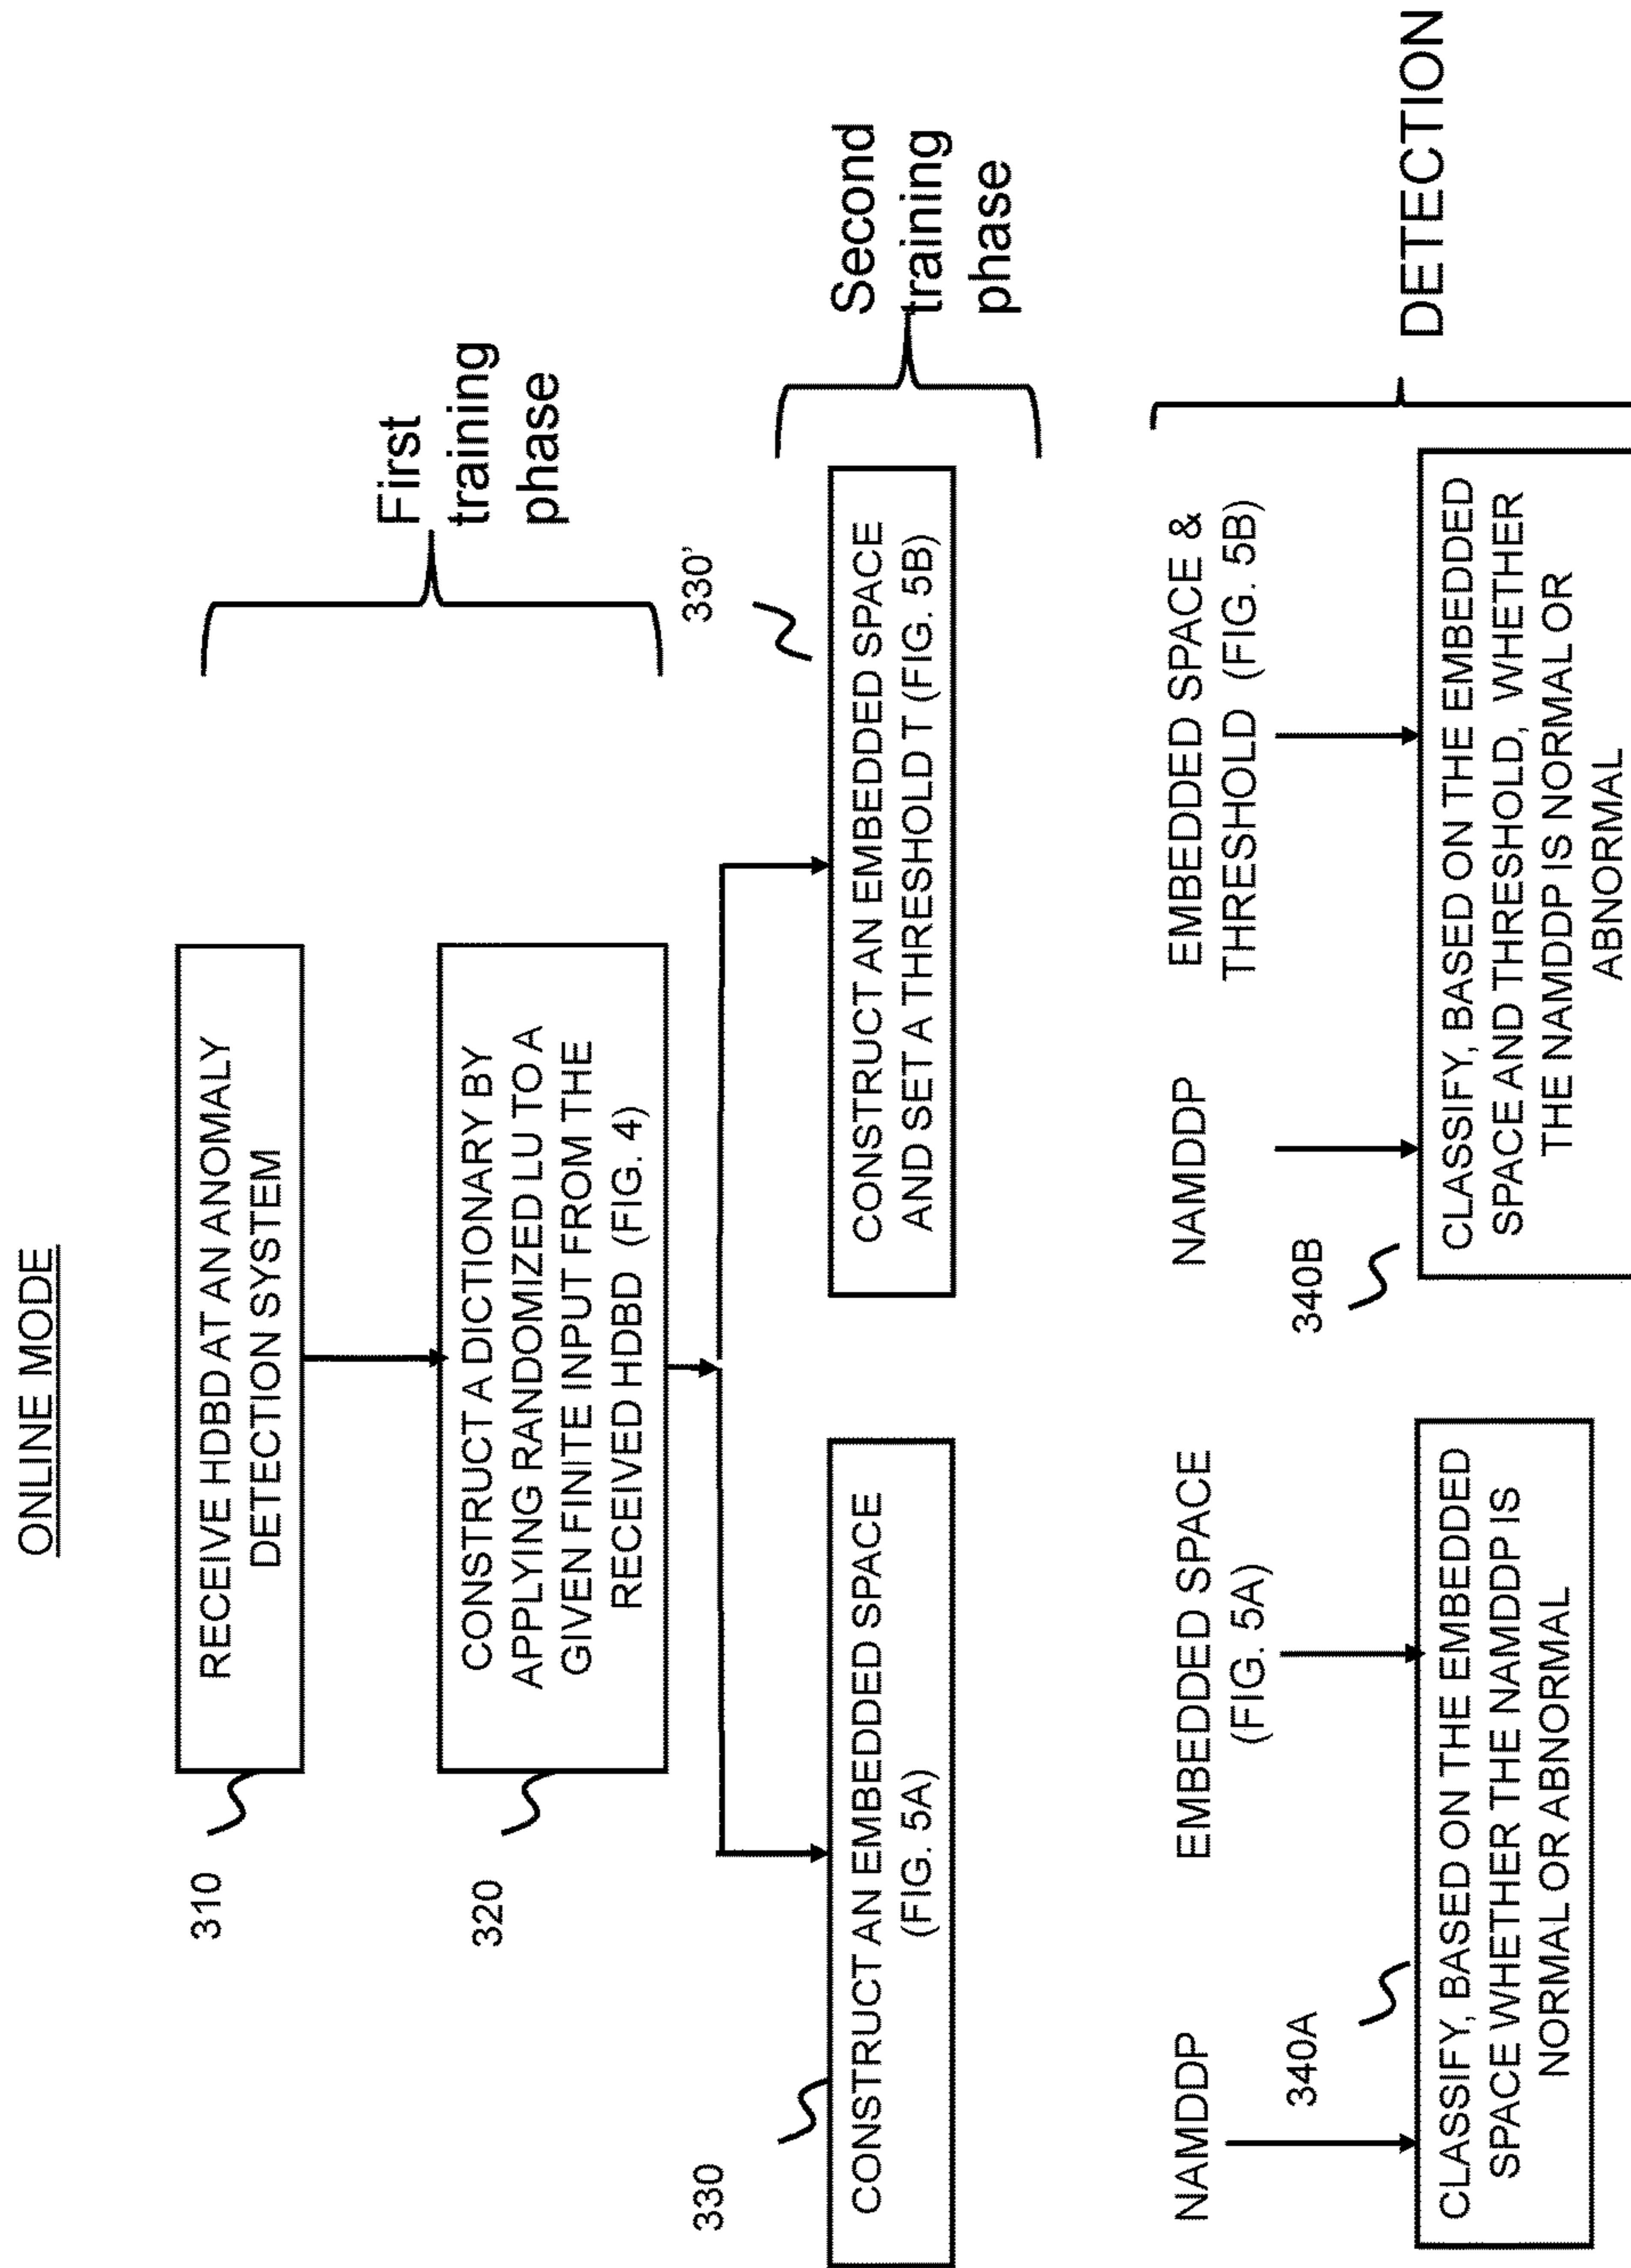 ONLINE MODE
310
RECEIVE HDBD AT AN ANOMALY
DETECTION SYSTEM
320
CONSTRUCT A DICTIONARY BY
APPLYING RANDOMIZED LU TO A
GIVEN FINITE INPUT FROM THE
RECEIVED HDBD (FIG. 4)
First
training
phase
330
CONSTRUCT AN EMBEDDED SPACE
(FIG. 5A)
330'
CONSTRUCT AN EMBEDDED SPACE
AND SET A THRESHOLD T (FIG. 5B)
Second
training
phase
NAMDDP
EMBEDDED SPACE
(FIG. 5A)
340A
CLASSIFY, BASED ON THE EMBEDDED
SPACE WHETHER THE NAMDDP IS
NORMAL OR ABNORMAL
NAMDDP
EMBEDDED SPACE &
THRESHOLD (FIG. 5B)
340B
CLASSIFY, BASED ON THE EMBEDDED
SPACE AND THRESHOLD, WHETHER
THE NAMDDP IS NORMAL OR
ABNORMAL
DETECTION